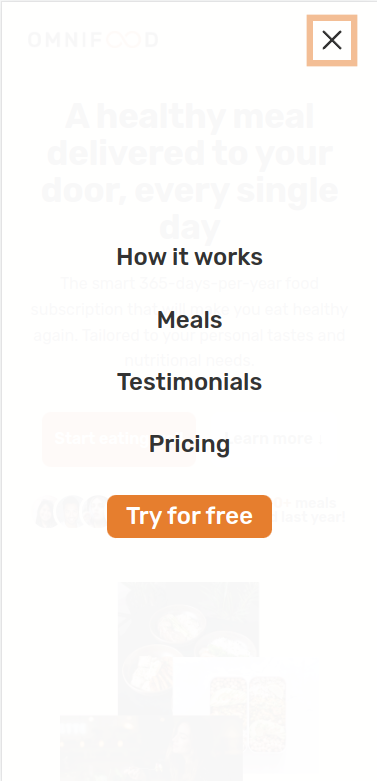 OMNIFOOD
A healthy meal
delivered to your
door, every single
day
How it works
The smart 365-days-per-year food
subscription that will make you eat healthy
Meals
again. Tailored to your personal tastes and
nutritional needs.
Testimonials
Start eating
Learn more ↓
Pricing
Try for free
meals
last year!